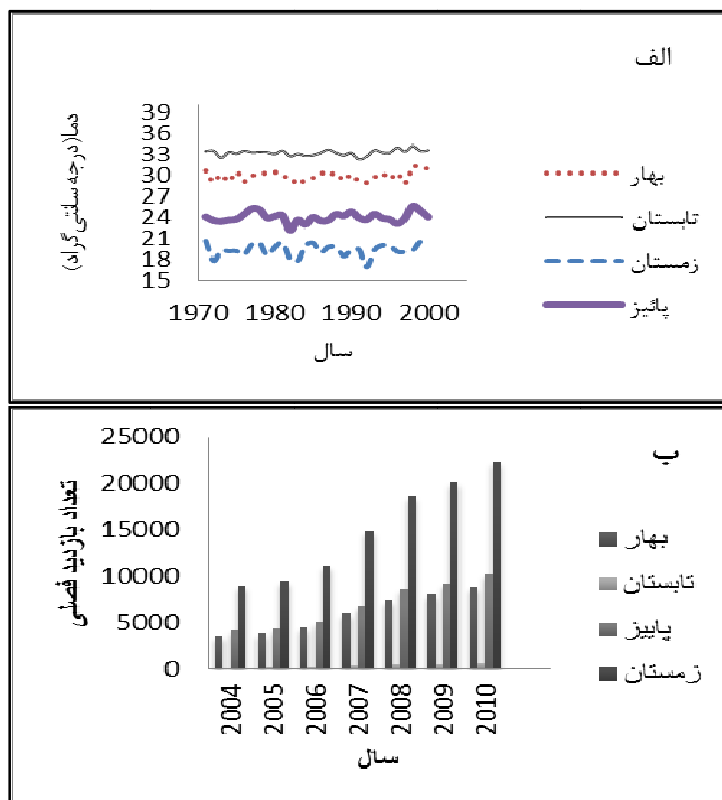 الف
دما(درجه سلنتی گراد)
39
36
33
30
27
24
21
18
15
1970 1980 1990 2000
سال
بهار
تابستان
زمستان
پائیز
ب
تعداد بازدید فصلی
25000
20000
15000
10000
5000
0
2004 2005 2006 2007 2008 2009 2010
سال
بهار
تابستان
پاییز
زمستان